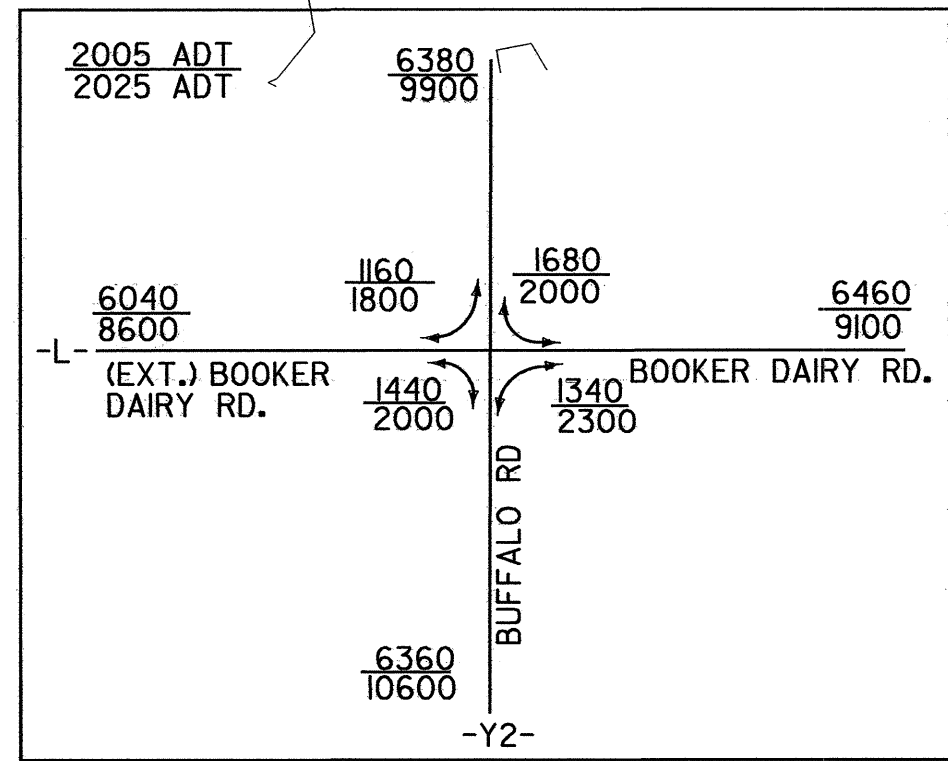 2005 ADT
2025 ADT
6380
9900
1160
1800
1680
2000
6040
8600
6460
9100
-L-
(EXT.) BOOKER
DAIRY RD.
BOOKER DAIRY RD.
1440
2000
1340
2300
BUFFALO RD
6360
10600
-Y2-